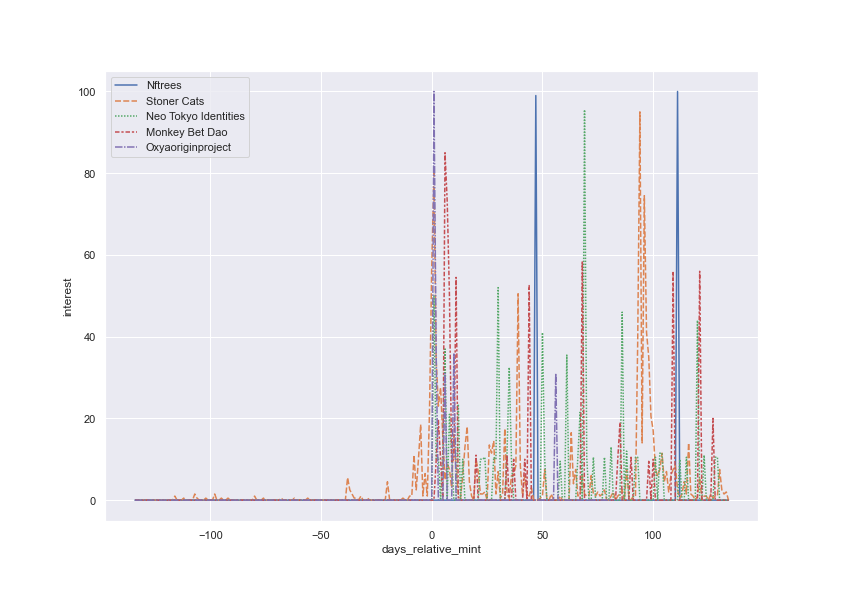 Nftrees
Stoner Cats
Neo Tokyo Identities
Monkey Bet Dao
Oxyaoriginproject
100
80
60
40
20
0
interest
−100 −50 0 50 100
days_relative_mint